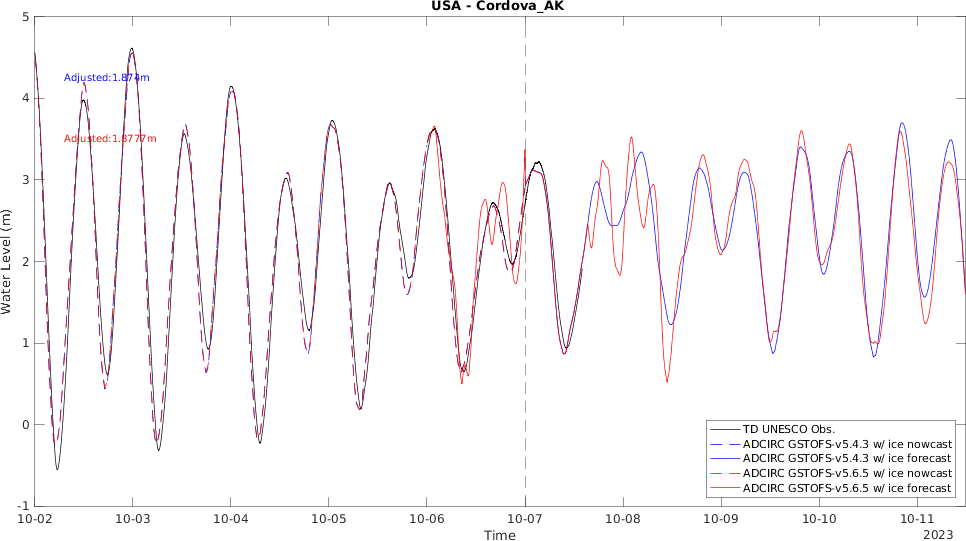 USA - Cordova_AK
5
Adjusted:1.874m
4
Adjusted:1.8777m
3
2
1
0
-1
Water Level (m)
TD UNESCO Obs.
ADCIRC GSTOFS-v5.4.3 w/ ice nowcast
ADCIRC GSTOFS-v5.4.3 w/ ice forecast
ADCIRC GSTOFS-v5.6.5 w/ ice nowcast
ADCIRC GSTOFS-v5.6.5 w/ ice forecast
10-02 10-03 10-04 10-05 10-06 10-07 10-08 10-09 10-10 10-11
Time
2023